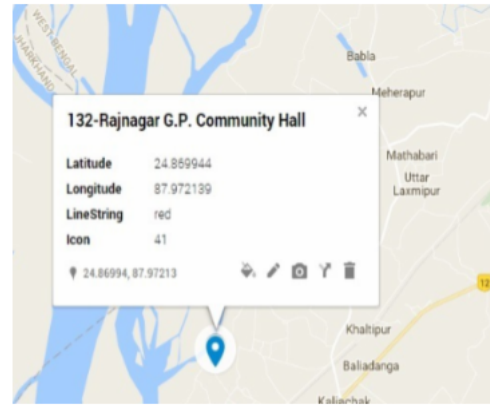 WEST BENGAL
JHARKHAND
Babla
Meherapur
132-Rajnagar G.P. Community Hall
×
Latitude 24.869944
Longitude 87.972139
LineString red
Icon 41
24.86994, 87.97213
Mathabari
Uttar
Laxmipur
12
Khaltipur
Baliadanga
Kaliachak